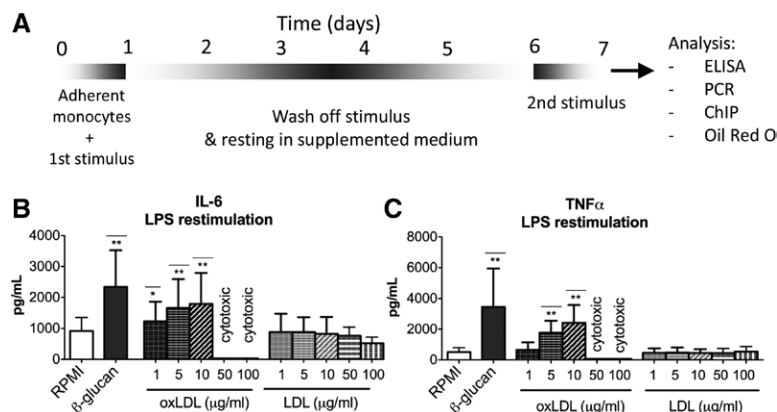 A
Time (days)
0 1 2 3 4 5 6 7
Adherent
monocytes
+
1st stimulus
Wash off stimulus
& resting in supplemented medium
2nd stimulus
Analysis:
- ELISA
- PCR
- ChIP
- Oil Red O
B
IL-6
LPS restimulation
pg/mL
4000
3000
2000
1000
0
**
*
**
**
cytotoxic
cytotoxic
1 5 10 50 100 1 5 10 50 100
RPMI
β-glucan
oxLDL (µg/ml) LDL (µg/ml)
C
TNFα
LPS restimulation
pg/mL
8000
6000
4000
2000
0
**
**
**
cytotoxic
cytotoxic
1 5 10 50 100 1 5 10 50 100
RPMI
β-glucan
oxLDL (µg/ml) LDL (µg/ml)